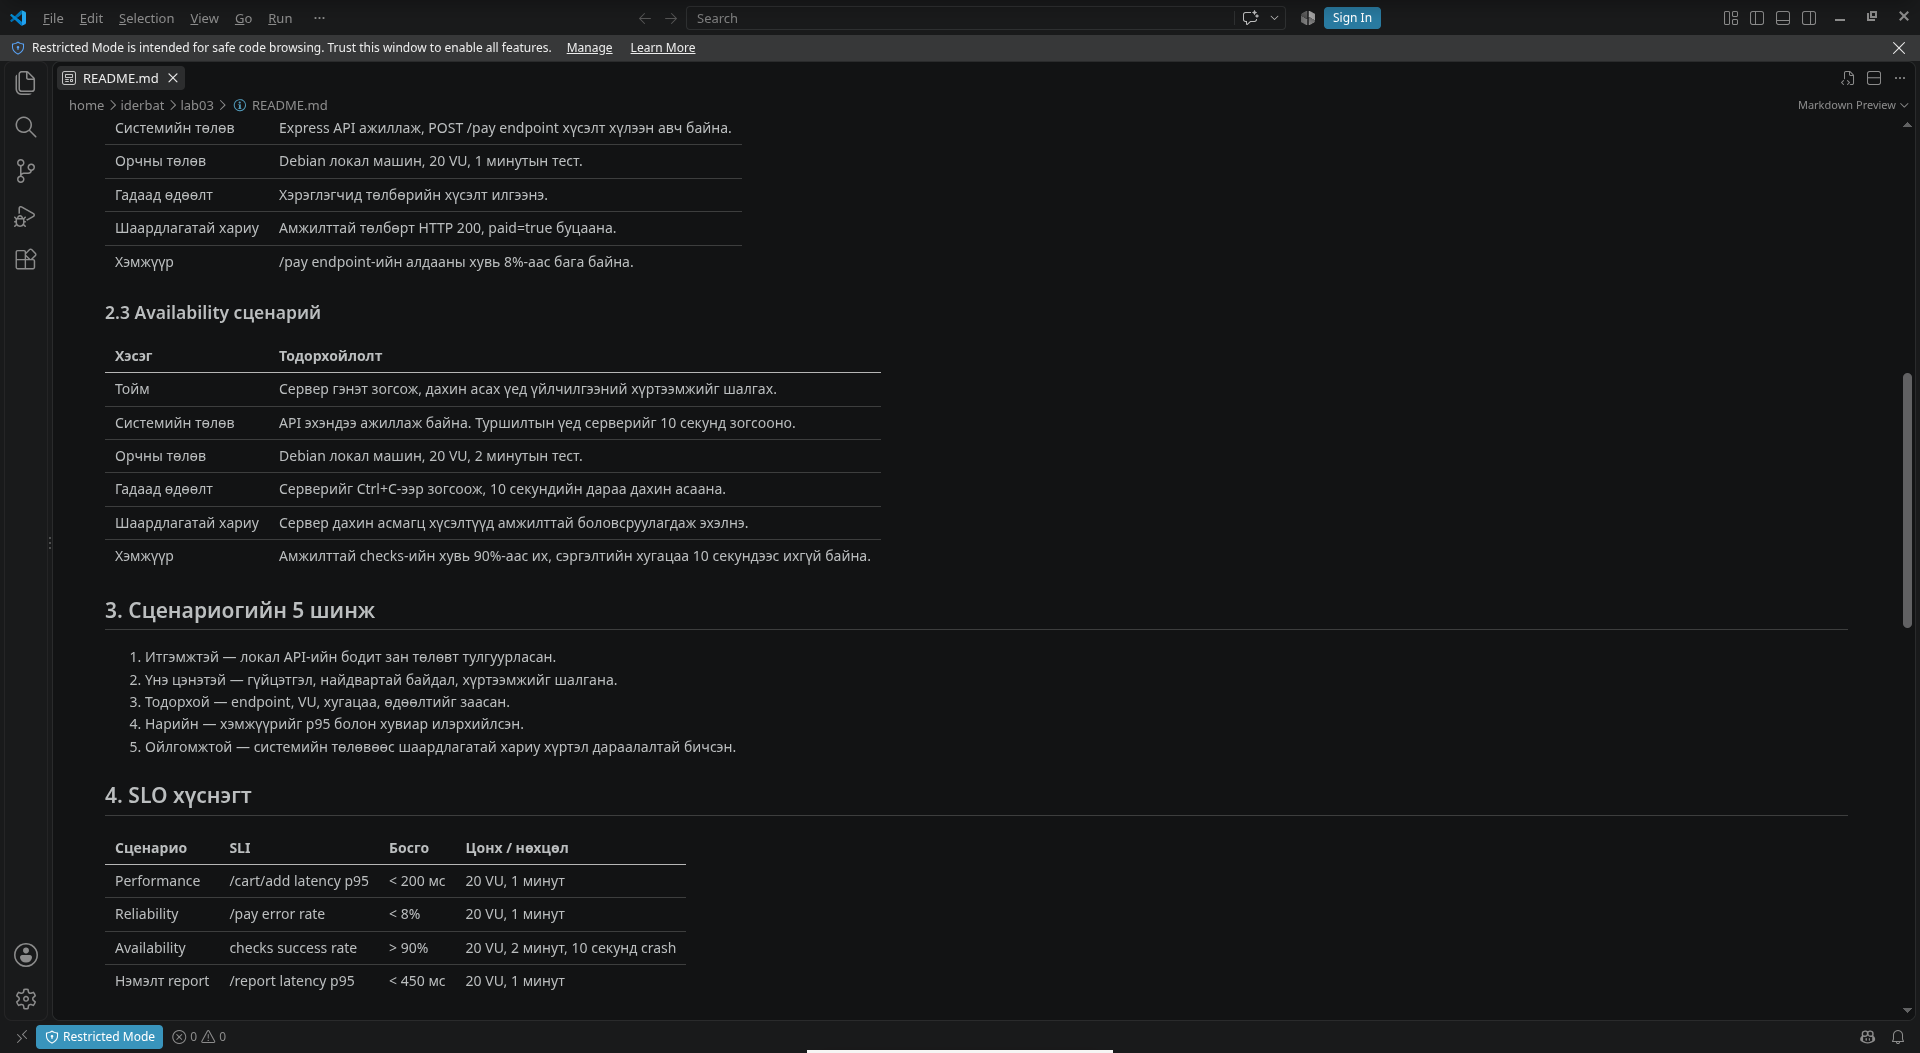 File Edit Selection View Go Run ···
Search
Sign In
Restricted Mode is intended for safe code browsing. Trust this window to enable all features. Manage Learn More
README.md
home > iderbat > lab03 > README.md
Markdown Preview
Системийн төлөв Express API ажиллаж, POST /pay endpoint хүсэлт хүлээн авч байна.
Орчны төлөв Debian локал машин, 20 VU, 1 минутын тест.
Гадаад өдөөлт Хэрэглэгчид төлбөрийн хүсэлт илгээнэ.
Шаардлагатай хариу Амжилттай төлбөрт HTTP 200, paid=true буцаана.
Хэмжүүр /pay endpoint-ийн алдааны хувь 8%-аас бага байна.
2.3 Availability сценарий
Хэсэг Тодорхойлолт
Тойм Сервер гэнэт зогсож, дахин асах үед үйлчилгээний хүртээмжийг шалгах.
Системийн төлөв API эхэндээ ажиллаж байна. Туршилтын үед серверийг 10 секунд зогсооно.
Орчны төлөв Debian локал машин, 20 VU, 2 минутын тест.
Гадаад өдөөлт Серверийг Ctrl+C-ээр зогсоож, 10 секундийн дараа дахин асаана.
Шаардлагатай хариу Сервер дахин асмагц хүсэлтүүд амжилттай боловсруулагдаж эхэлнэ.
Хэмжүүр Амжилттай checks-ийн хувь 90%-аас их, сэргэлтийн хугацаа 10 секундээс ихгүй байна.
3. Сценариогийн 5 шинж
1. Итгэмжтэй — локал API-ийн бодит зан төлөвт тулгуурласан.
2. Үнэ цэнэтэй — гүйцэтгэл, найдвартай байдал, хүртээмжийг шалгана.
3. Тодорхой — endpoint, VU, хугацаа, өдөөлтийг заасан.
4. Нарийн — хэмжүүрийг p95 болон хувиар илэрхийлсэн.
5. Ойлгомжтой — системийн төлөвөөс шаардлагатай хариу хүртэл дараалалтай бичсэн.
4. SLO хүснэгт
Сценарио SLI Босго Цонх / нөхцөл
Performance /cart/add latency p95 < 200 мс 20 VU, 1 минут
Reliability /pay error rate < 8% 20 VU, 1 минут
Availability checks success rate > 90% 20 VU, 2 минут, 10 секунд crash
Нэмэлт report /report latency p95 < 450 мс 20 VU, 1 минут
Restricted Mode 0 0